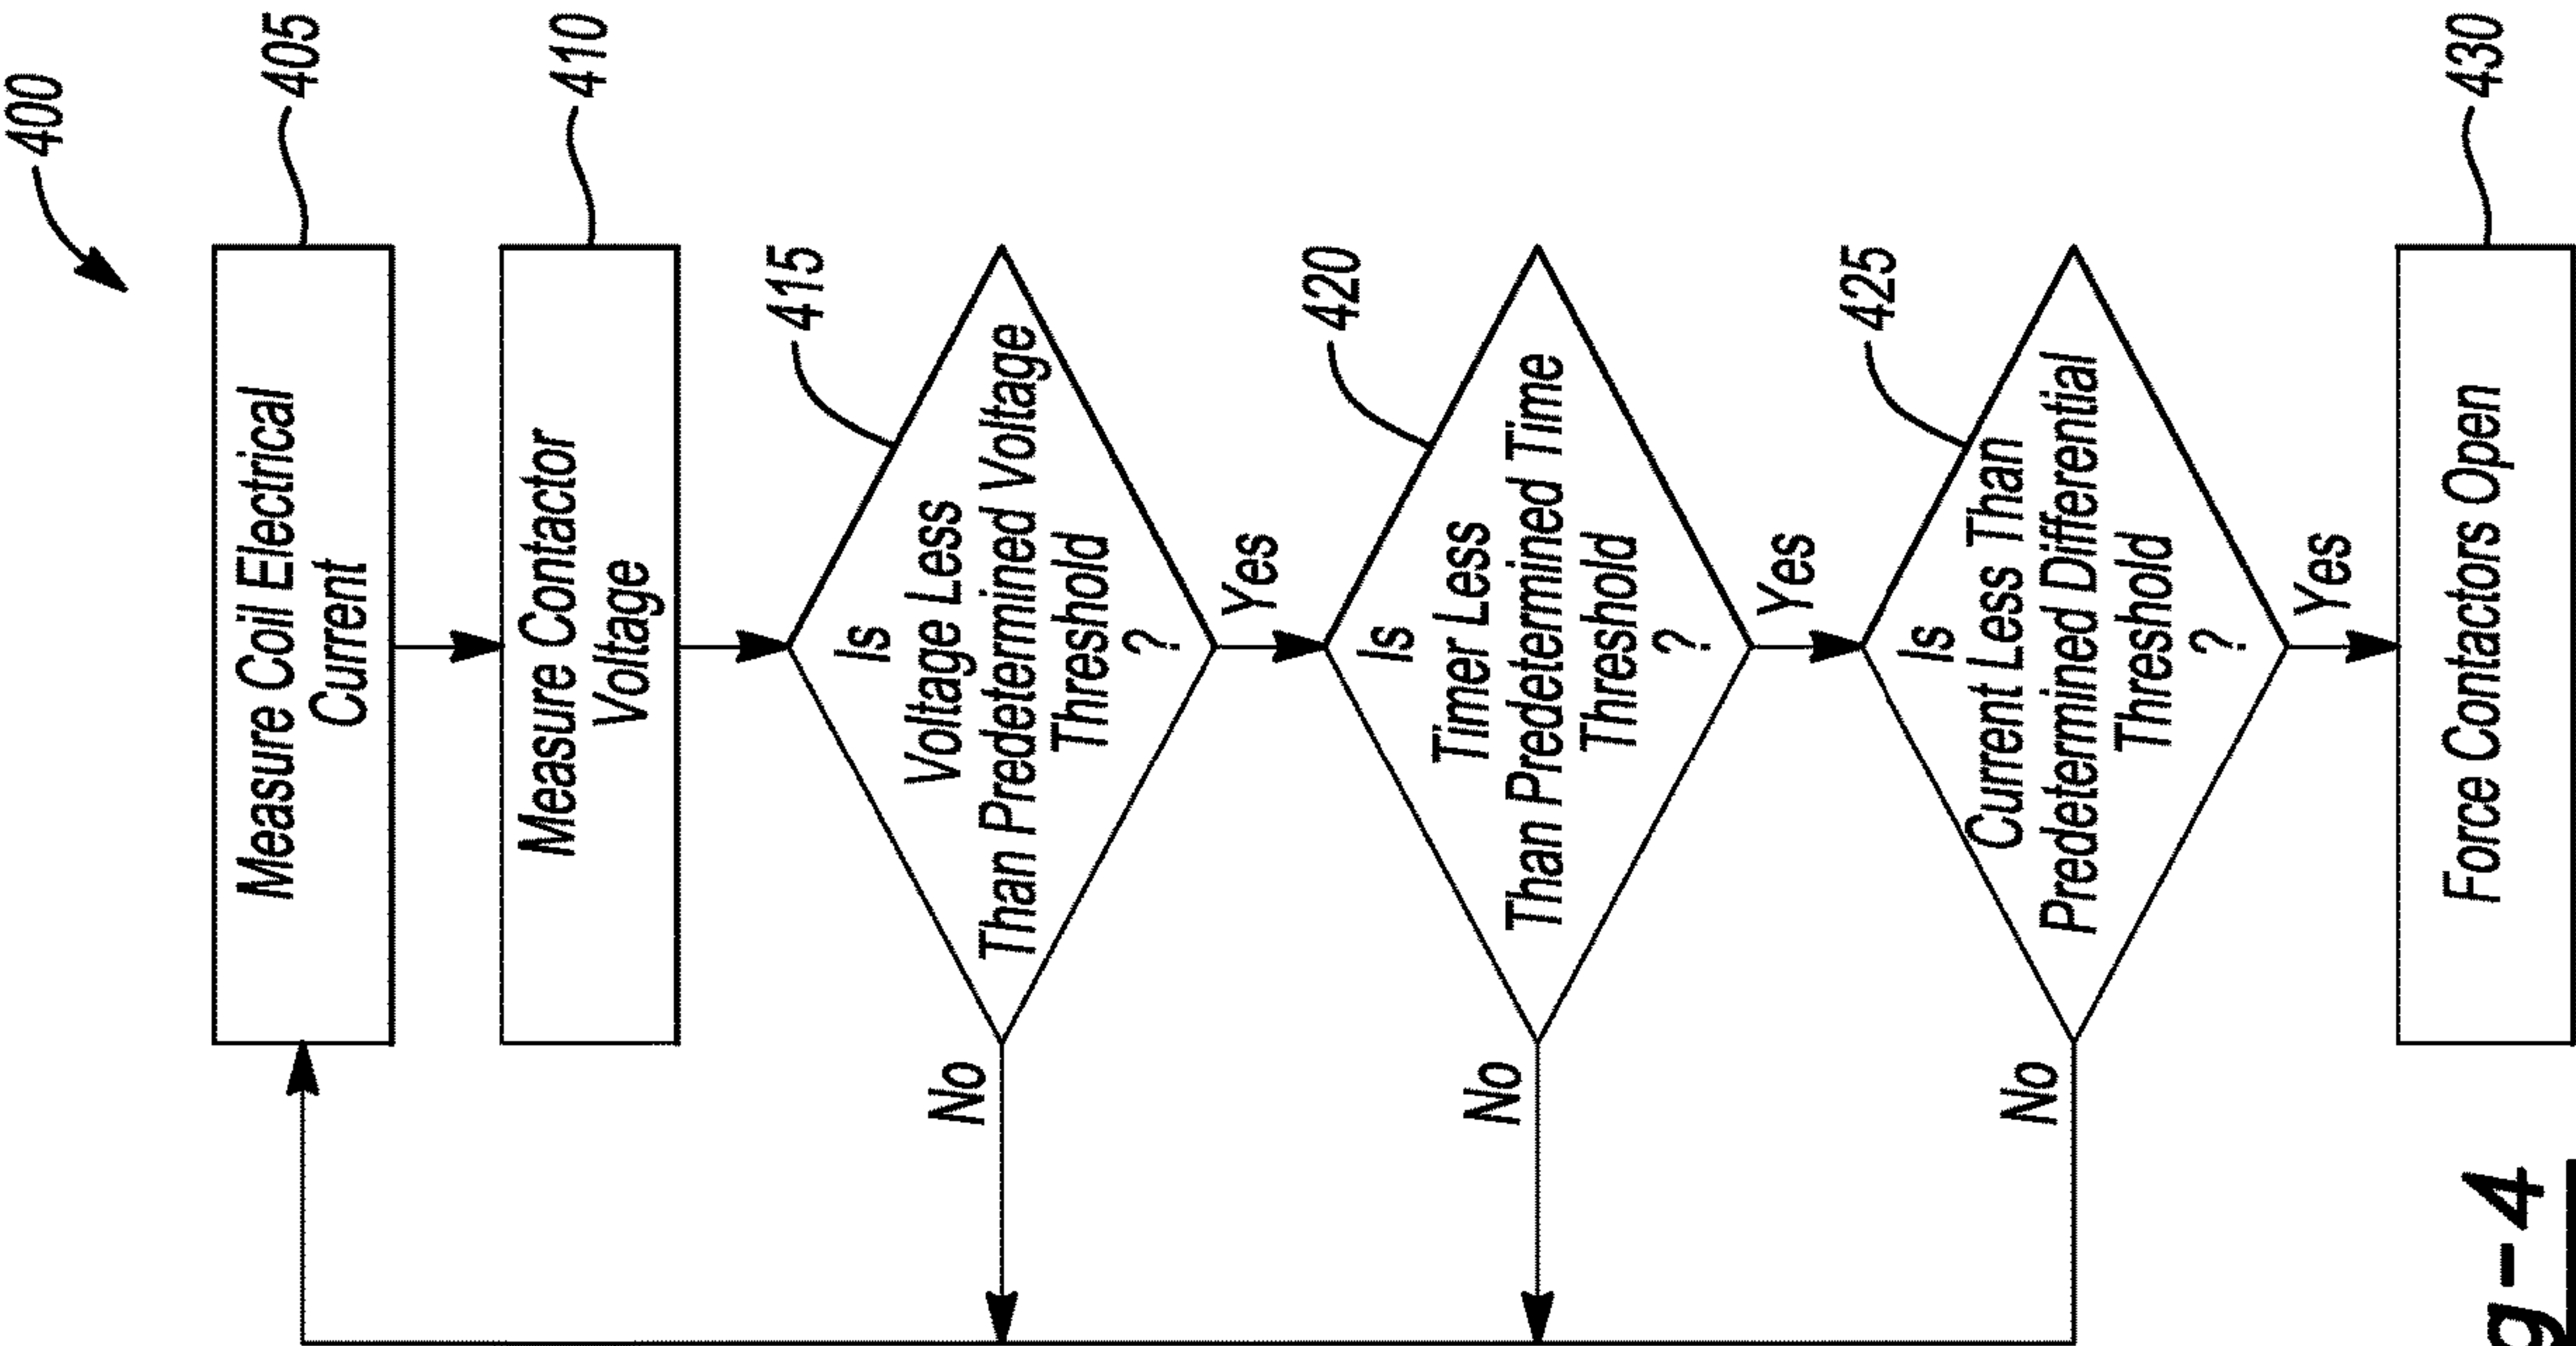 400
Measure Coil Electrical
Current
405
Measure Contactor
Voltage
410
Is
Voltage Less
Than Predetermined Voltage
Threshold
?
415
No
Yes
Is
Timer Less
Than Predetermined Time
Threshold
?
420
No
Yes
Is
Current Less Than
Predetermined Differential
Threshold
?
425
No
Yes
Force Contactors Open
430
g-4